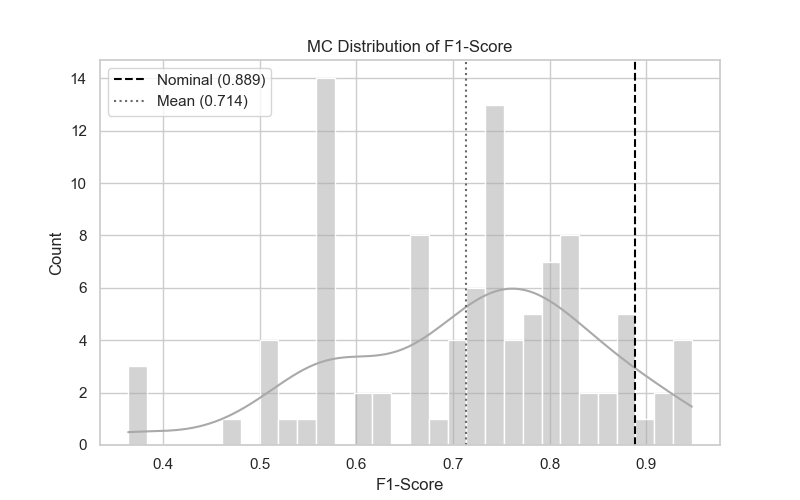 MC Distribution of F1-Score
Nominal (0.889)
Mean (0.714)
Count
14
12
10
8
6
4
2
0
0.4 0.5 0.6 0.7 0.8 0.9
F1-Score